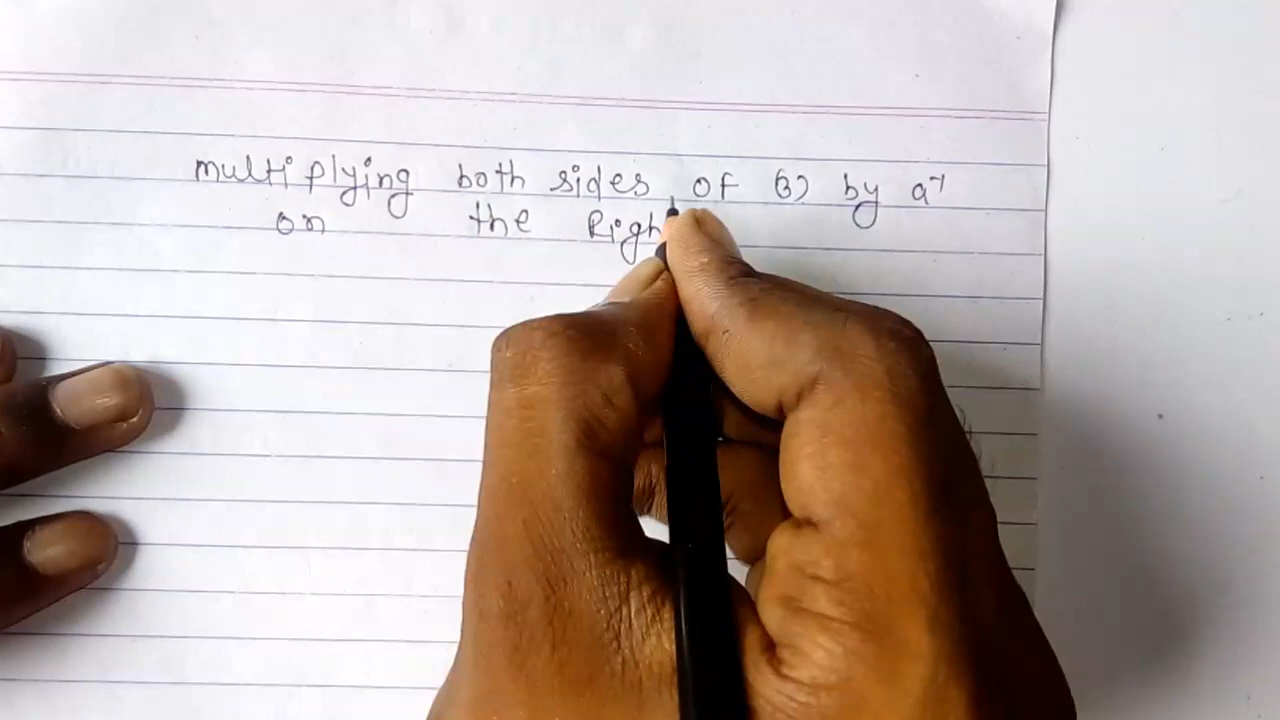 multiplying both sides of (3) by a⁻¹
on the Righ